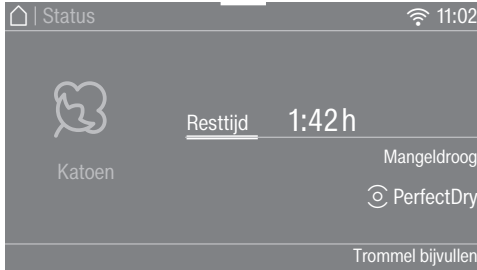 | Status
11:02
Resttijd 1:42 h
Katoen
Mangeldroog
PerfectDry
Trommel bijvullen